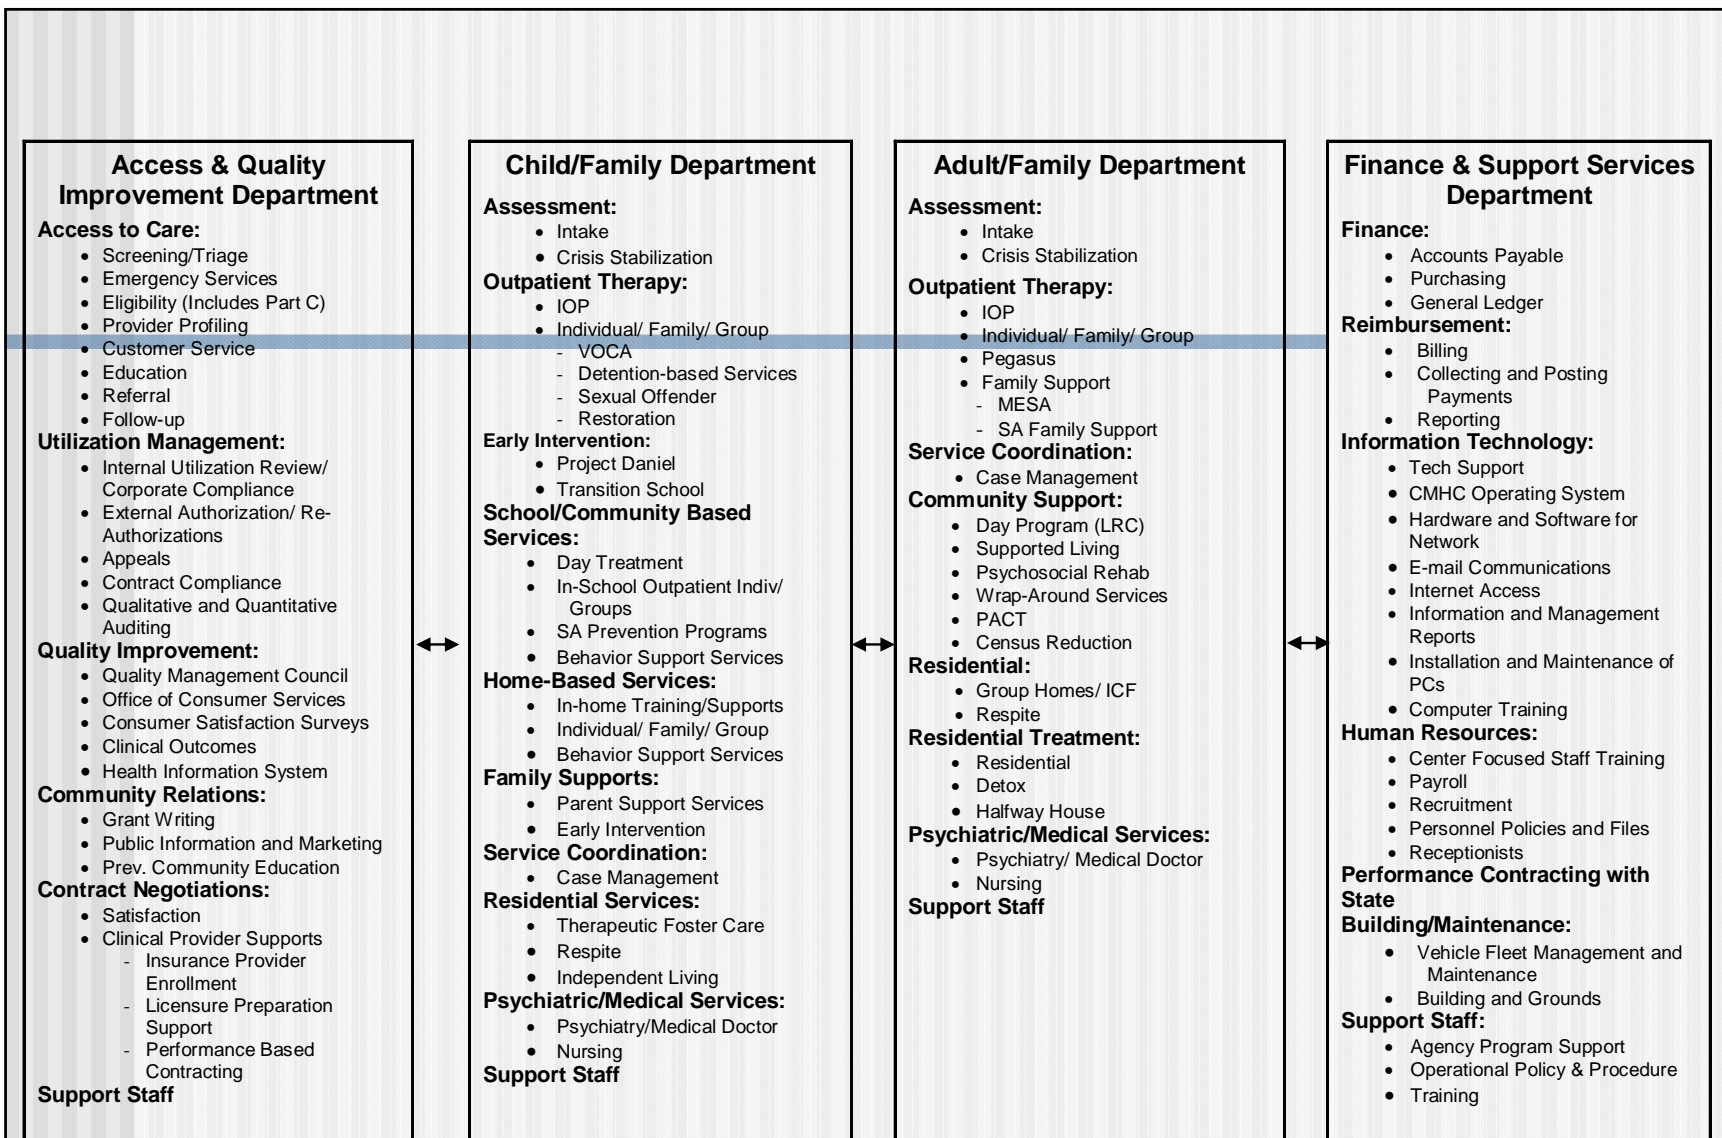 Access & Quality
Improvement Department
Access to Care:
• Screening/Triage
• Emergency Services
• Eligibility (Includes Part C)
• Provider Profiling
• Customer Service
• Education
• Referral
• Follow-up
Utilization Management:
• Internal Utilization Review/
Corporate Compliance
• External Authorization/ Re-
Authorizations
• Appeals
• Contract Compliance
• Qualitative and Quantitative
Auditing
Quality Improvement:
• Quality Management Council
• Office of Consumer Services
• Consumer Satisfaction Surveys
• Clinical Outcomes
• Health Information System
Community Relations:
• Grant Writing
• Public Information and Marketing
• Prev. Community Education
Contract Negotiations:
• Satisfaction
• Clinical Provider Supports
- Insurance Provider
Enrollment
- Licensure Preparation
Support
- Performance Based
Contracting
Support Staff
Child/Family Department
Assessment:
• Intake
• Crisis Stabilization
Outpatient Therapy:
• IOP
• Individual/ Family/ Group
- VOCA
- Detention-based Services
- Sexual Offender
- Restoration
Early Intervention:
• Project Daniel
• Transition School
School/Community Based
Services:
• Day Treatment
• In-School Outpatient Indiv/
Groups
• SA Prevention Programs
• Behavior Support Services
Home-Based Services:
• In-home Training/Supports
• Individual/ Family/ Group
• Behavior Support Services
Family Supports:
• Parent Support Services
• Early Intervention
Service Coordination:
• Case Management
Residential Services:
• Therapeutic Foster Care
• Respite
• Independent Living
Psychiatric/Medical Services:
• Psychiatry/Medical Doctor
• Nursing
Support Staff
Adult/Family Department
Assessment:
• Intake
• Crisis Stabilization
Outpatient Therapy:
• IOP
• Individual/ Family/ Group
• Pegasus
• Family Support
- MESA
- SA Family Support
Service Coordination:
• Case Management
Community Support:
• Day Program (LRC)
• Supported Living
• Psychosocial Rehab
• Wrap-Around Services
• PACT
• Census Reduction
Residential:
• Group Homes/ ICF
• Respite
Residential Treatment:
• Residential
• Detox
• Halfway House
Psychiatric/Medical Services:
• Psychiatry/ Medical Doctor
• Nursing
Support Staff
Finance & Support Services
Department
Finance:
• Accounts Payable
• Purchasing
• General Ledger
Reimbursement:
• Billing
• Collecting and Posting
Payments
• Reporting
Information Technology:
• Tech Support
• CMHC Operating System
• Hardware and Software for
Network
• E-mail Communications
• Internet Access
• Information and Management
Reports
• Installation and Maintenance of
PCs
• Computer Training
Human Resources:
• Center Focused Staff Training
• Payroll
• Recruitment
• Personnel Policies and Files
• Receptionists
Performance Contracting with
State
Building/Maintenance:
• Vehicle Fleet Management and
Maintenance
• Building and Grounds
Support Staff:
• Agency Program Support
• Operational Policy & Procedure
• Training